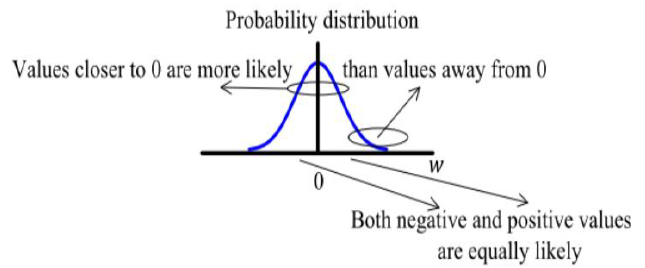 Probability distribution
Values closer to 0 are more likely than values away from 0
w
0
Both negative and positive values
are equally likely